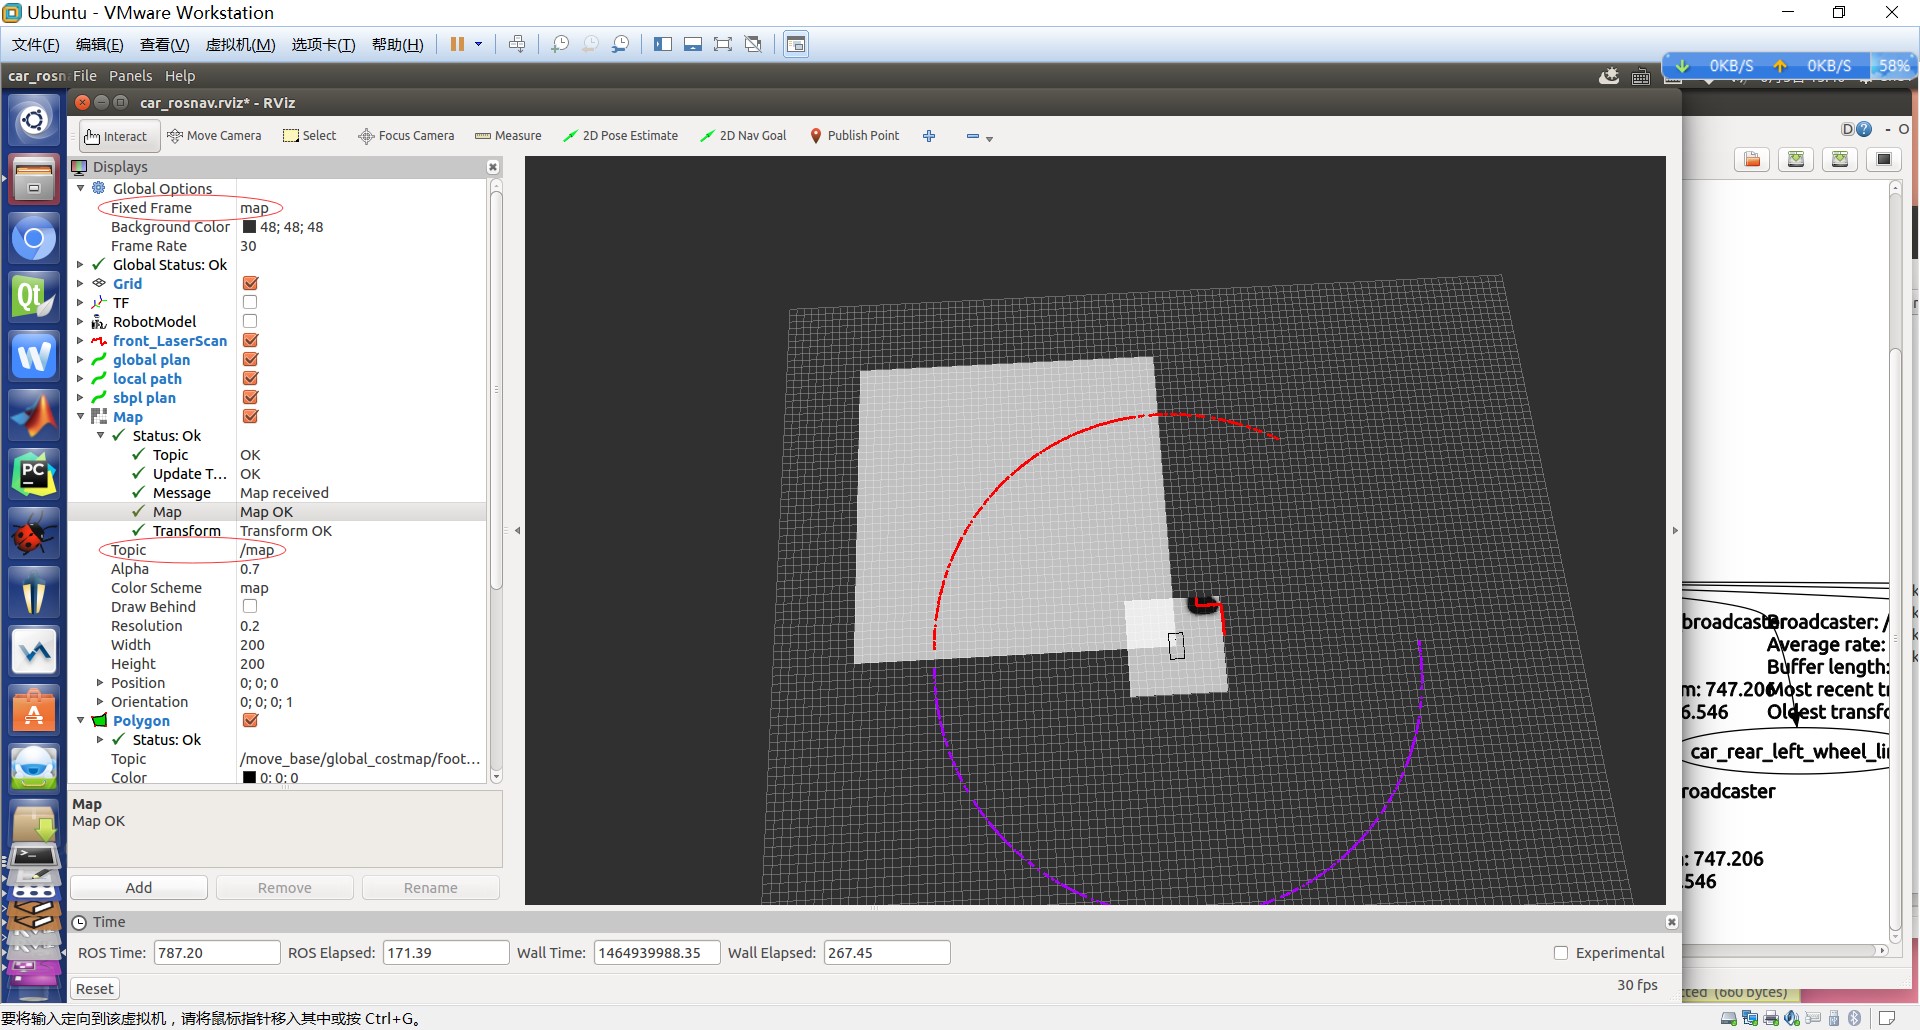 Ubuntu - VMware Workstation
文件(F) 编辑(E) 查看(V) 虚拟机(M) 选项卡(T) 帮助(H)
car_rosn File Panels Help
0KB/S 0KB/S 58%
car_rosnav.rviz* - RViz
Interact Move Camera Select Focus Camera Measure 2D Pose Estimate 2D Nav Goal Publish Point
Displays
Global Options
Fixed Frame map
Background Color 48; 48; 48
Frame Rate 30
Global Status: Ok
Grid
TF
RobotModel
front_LaserScan
global plan
local path
sbpl plan
Map
Status: Ok
Topic OK
Update T... OK
Message Map received
Map Map OK
Transform Transform OK
Topic /map
Alpha 0.7
Color Scheme map
Draw Behind
Resolution 0.2
Width 200
Height 200
Position 0; 0; 0
Orientation 0; 0; 0; 1
Polygon
Status: Ok
Topic /move_base/global_costmap/foot...
Color 0; 0; 0
Map
Map OK
Add Remove Rename
Time
ROS Time: 787.20 ROS Elapsed: 171.39 Wall Time: 1464939988.35 Wall Elapsed: 267.45 Experimental
Reset 30 fps
Broadcaster: /
Average rate:
Buffer length:
m: 747.206
Most recent tr
6.546 Oldest transfo
car_rear_left_wheel_li
roadcaster
: 747.206
.546
cted (660 bytes)
要将输入定向到该虚拟机，请将鼠标指针移入其中或按 Ctrl+G。